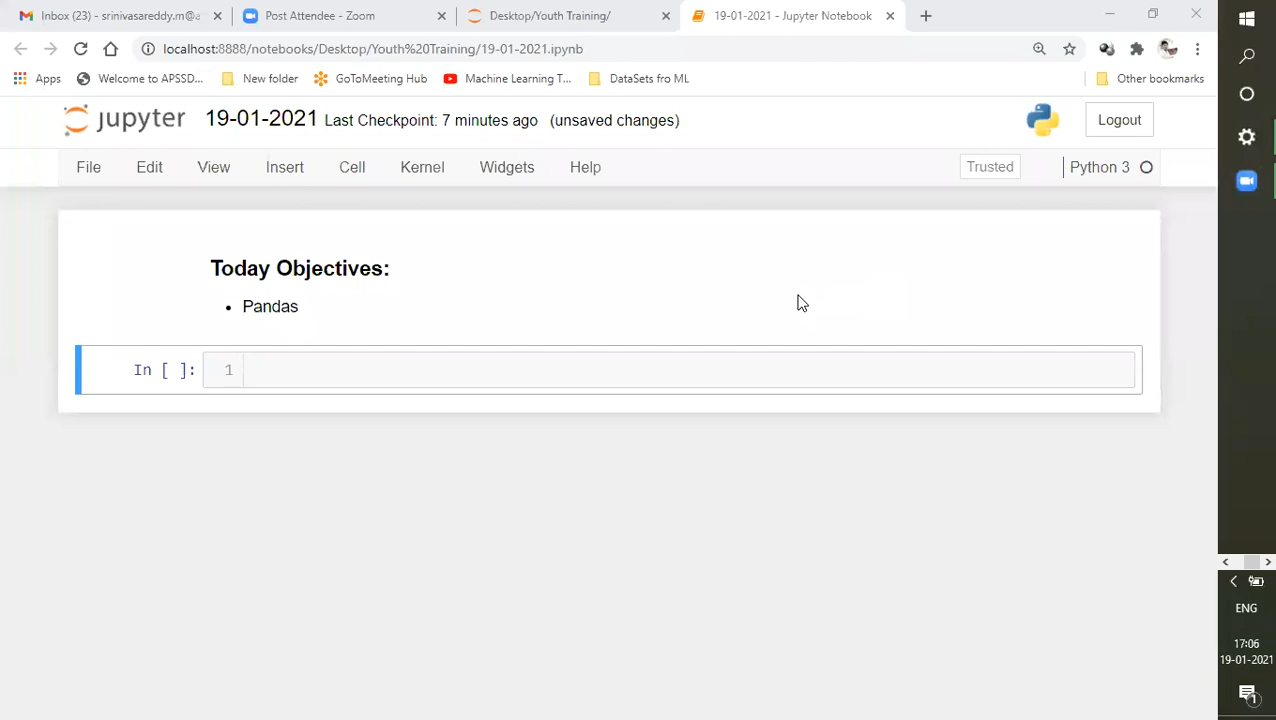 Inbox (23) - srinivasareddy.m@a
Post Attendee - Zoom
Desktop/Youth Training/
19-01-2021 - Jupyter Notebook
localhost:8888/notebooks/Desktop/Youth%20Training/19-01-2021.ipynb
Apps
Welcome to APSSD...
New folder
GoToMeeting Hub
Machine Learning T...
DataSets fro ML
Other bookmarks
jupyter
19-01-2021 Last Checkpoint: 7 minutes ago (unsaved changes)
Logout
File Edit View Insert Cell Kernel Widgets Help
Trusted
Python 3
Today Objectives:
• Pandas
In [ ]: 1
ENG
17:06
19-01-2021
1